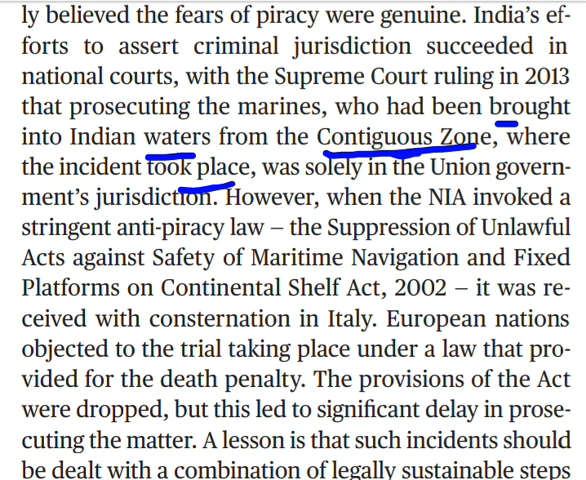 ly believed the fears of piracy were genuine. India's ef-
forts to assert criminal jurisdiction succeeded in
national courts, with the Supreme Court ruling in 2013
that prosecuting the marines, who had been brought
into Indian waters from the Contiguous Zone, where
the incident took place, was solely in the Union govern-
ment's jurisdiction. However, when the NIA invoked a
stringent anti-piracy law – the Suppression of Unlawful
Acts against Safety of Maritime Navigation and Fixed
Platforms on Continental Shelf Act, 2002 – it was re-
ceived with consternation in Italy. European nations
objected to the trial taking place under a law that pro-
vided for the death penalty. The provisions of the Act
were dropped, but this led to significant delay in prose-
cuting the matter. A lesson is that such incidents should
be dealt with a combination of legally sustainable steps